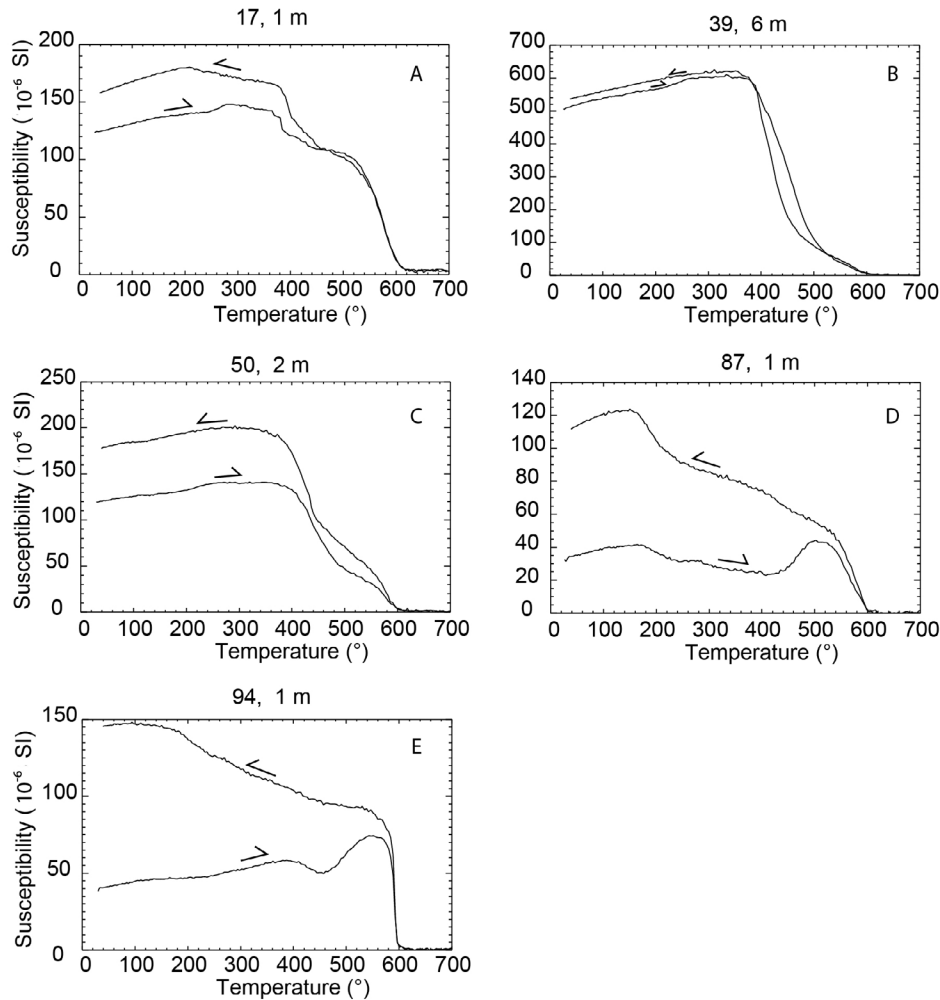 17, 1 m
A
Susceptibility (10⁻⁶ SI)
200
150
100
50
0
0 100 200 300 400 500 600 700
Temperature (°)
39, 6 m
B
700
600
500
400
300
200
100
0
0 100 200 300 400 500 600 700
Temperature (°)
50, 2 m
C
Susceptibility (10⁻⁶ SI)
250
200
150
100
50
0
0 100 200 300 400 500 600 700
Temperature (°)
87, 1 m
D
140
120
100
80
60
40
20
0
0 100 200 300 400 500 600 700
Temperature (°)
94, 1 m
E
Susceptibility (10⁻⁶ SI)
150
100
50
0
0 100 200 300 400 500 600 700
Temperature (°)